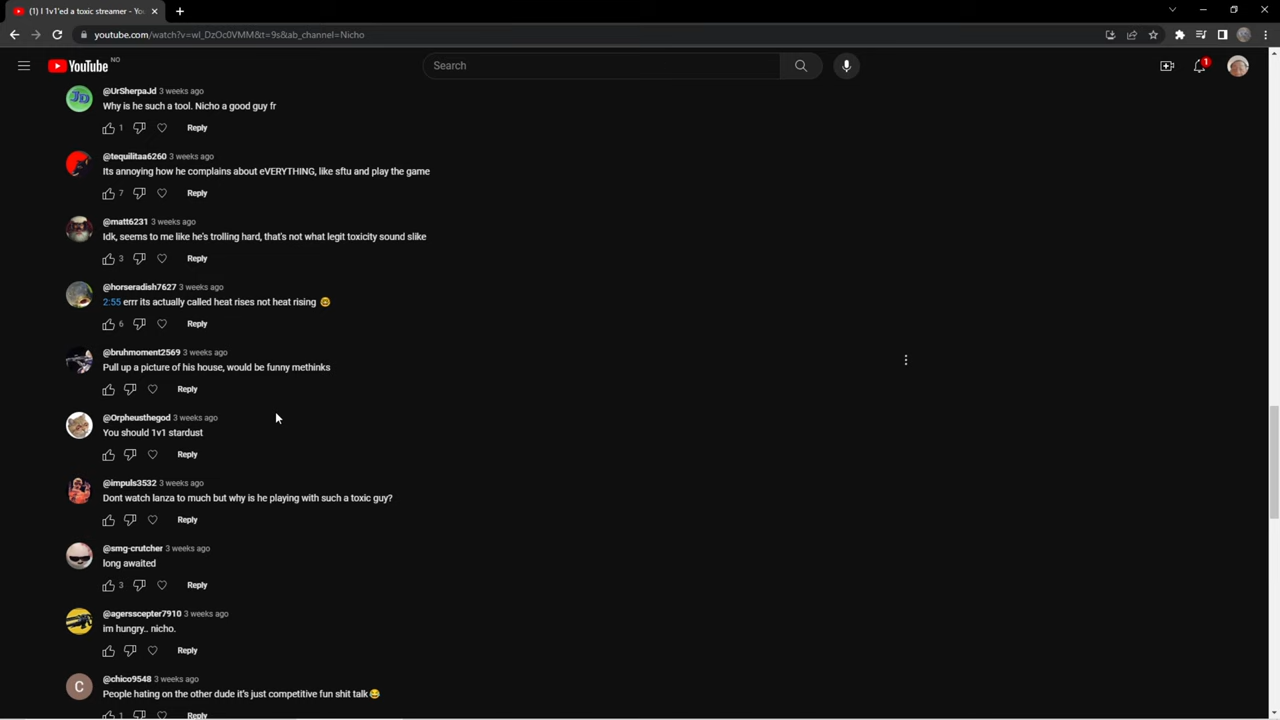 (1) I 1v1'ed a toxic streamer - Yo
youtube.com/watch?v=wl_DzOc0VMM&t=9s&ab_channel=Nicho
YouTube NO
Search
1
@UrSherpaJd 3 weeks ago
Why is he such a tool. Nicho a good guy fr
1 Reply
@tequilitaa6260 3 weeks ago
Its annoying how he complains about eVERYTHING, like sftu and play the game
7 Reply
@matt6231 3 weeks ago
Idk, seems to me like he's trolling hard, that's not what legit toxicity sound slike
3 Reply
@horseradish7627 3 weeks ago
2:55 errr its actually called heat rises not heat rising 🤓
6 Reply
@bruhmoment2569 3 weeks ago
Pull up a picture of his house, would be funny methinks
Reply
@Orpheusthegod 3 weeks ago
You should 1v1 stardust
Reply
@impuls3532 3 weeks ago
Dont watch lanza to much but why is he playing with such a toxic guy?
Reply
@smg-crutcher 3 weeks ago
long awaited
3 Reply
@agersscepter7910 3 weeks ago
im hungry.. nicho.
Reply
C
@chico9548 3 weeks ago
People hating on the other dude it's just competitive fun shit talk😂
1 Reply